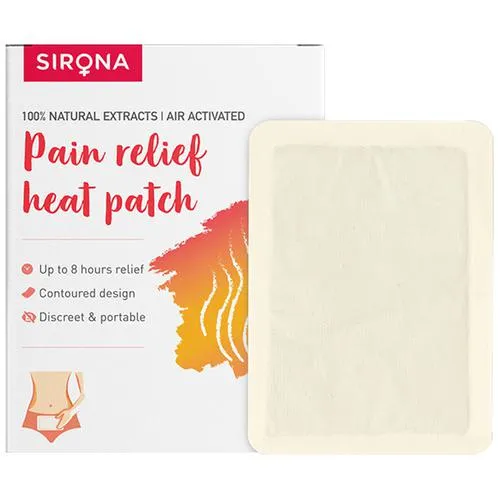 SIRONA
100% NATURAL EXTRACTS | AIR ACTIVATED
Pain relief
heat patch
Up to 8 hours relief
Contoured design
Discreet & portable